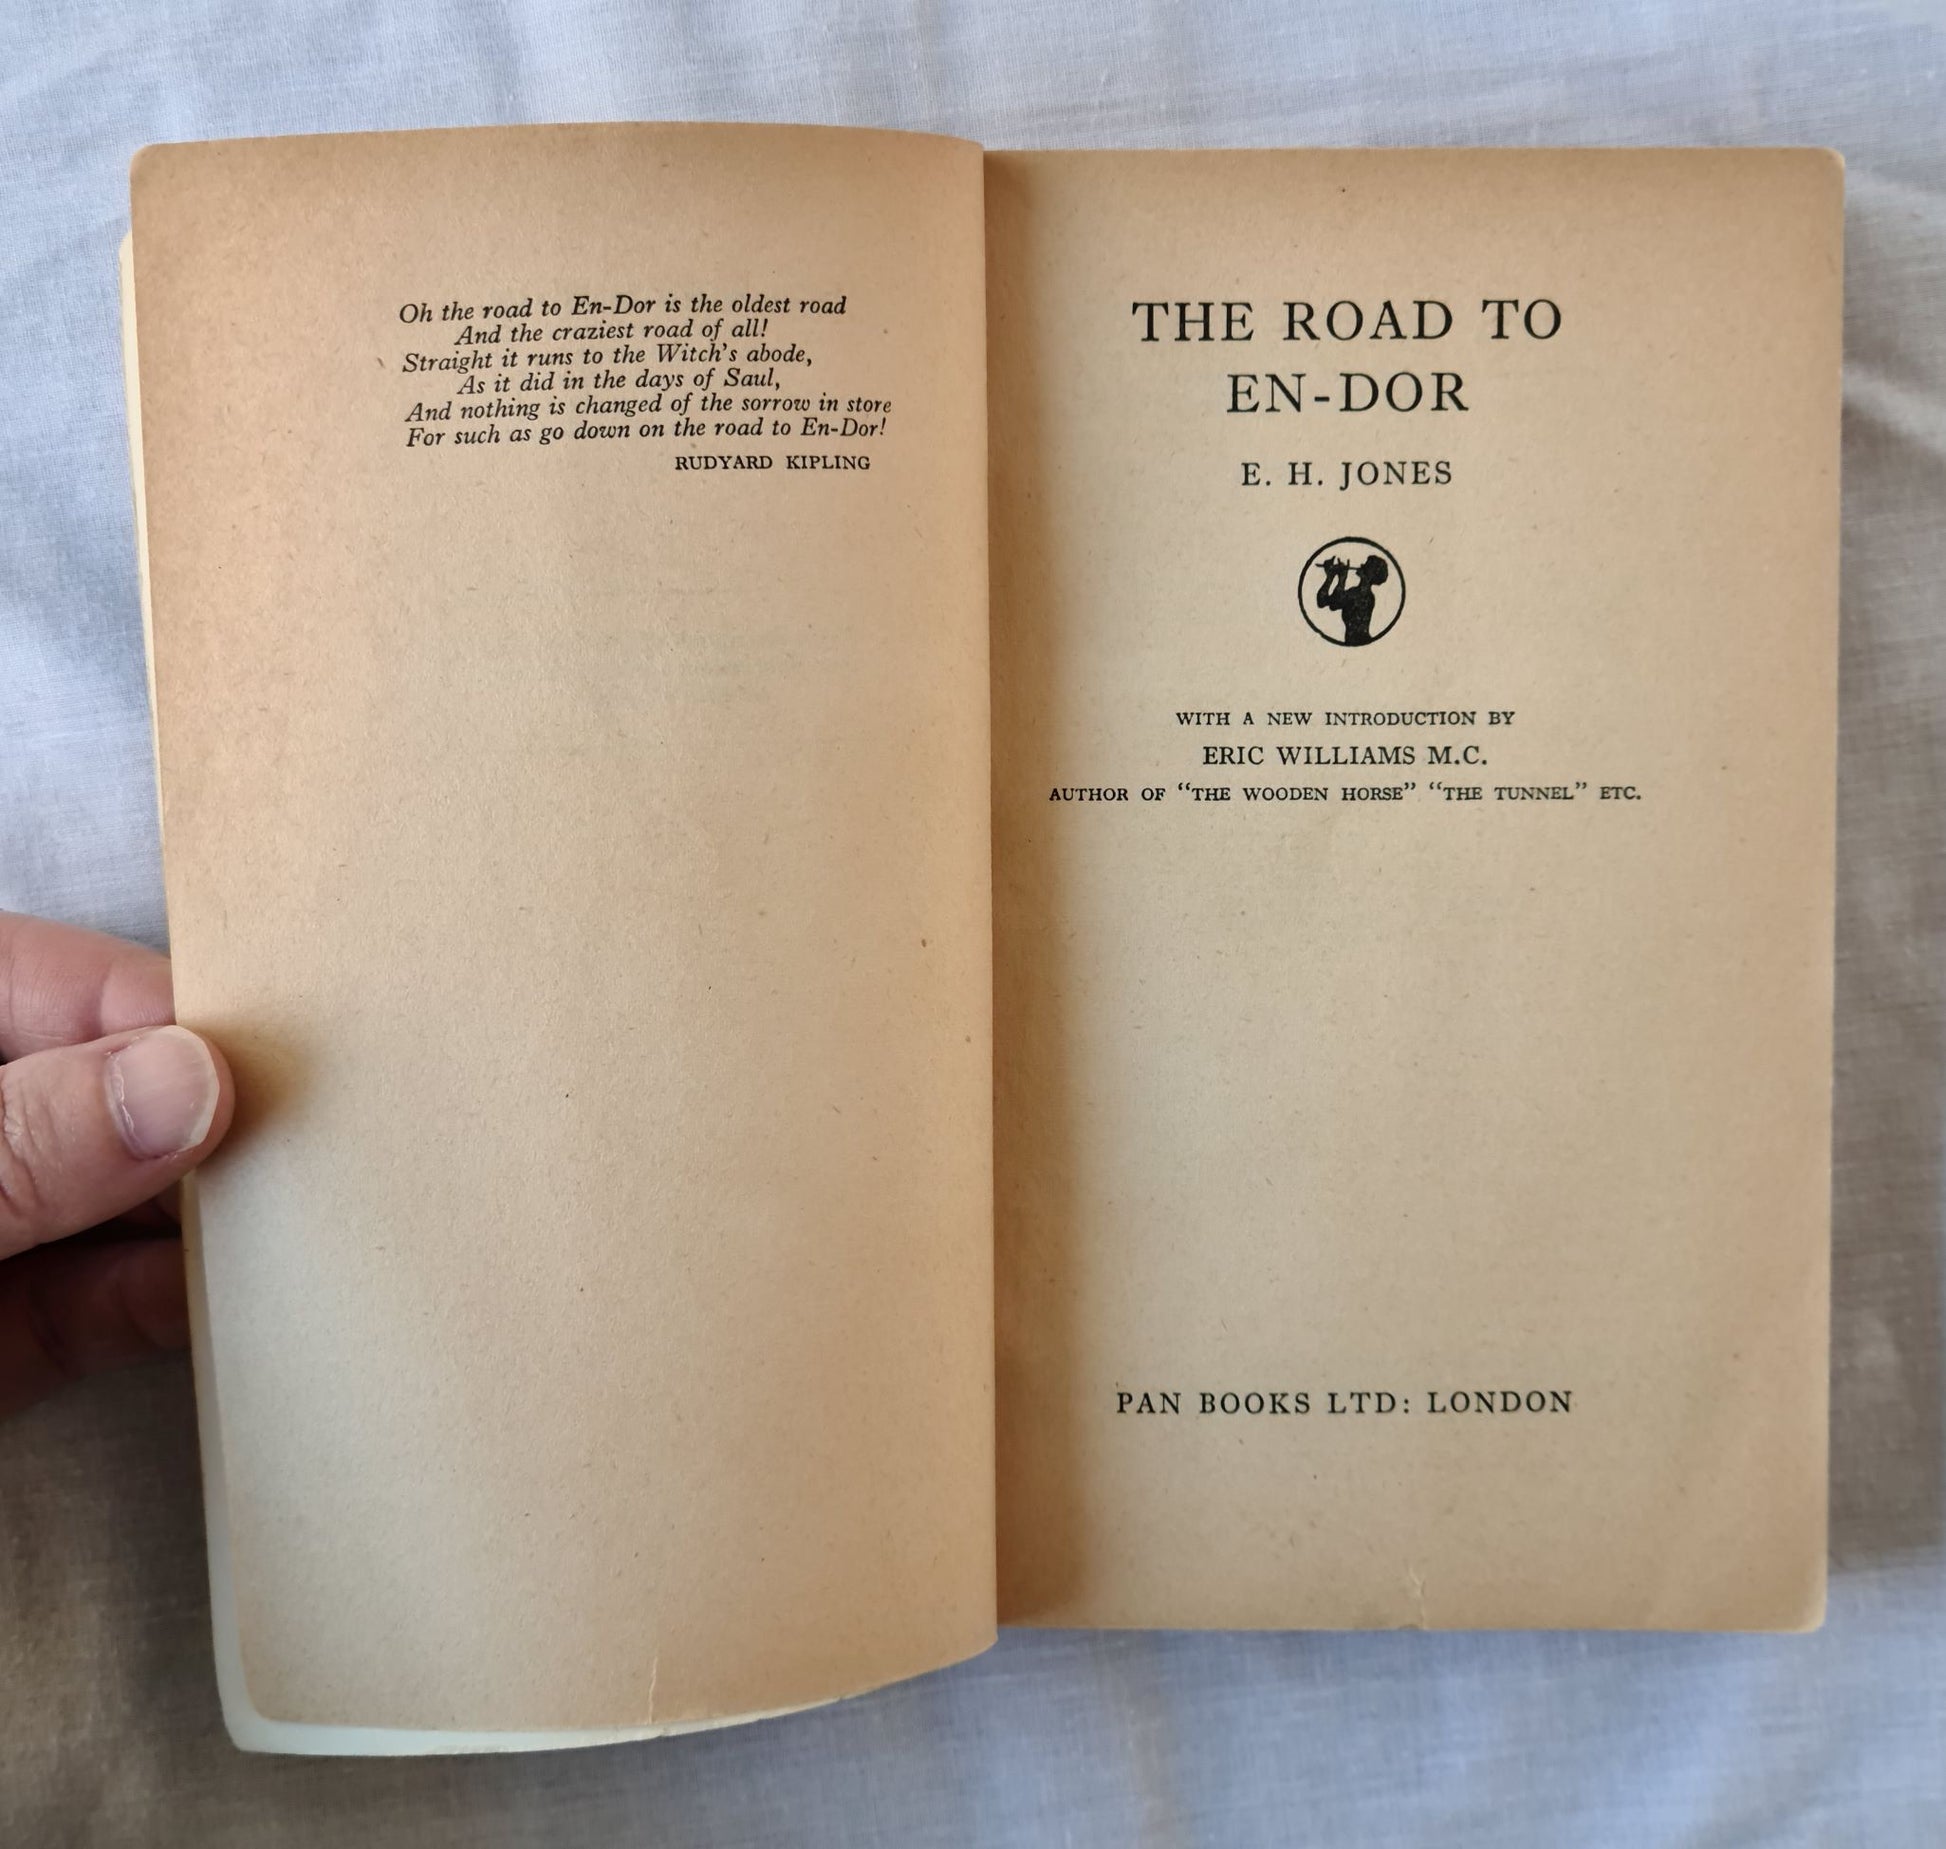 Oh the road to En-Dor is the oldest road
And the craziest road of all!
Straight it runs to the Witch's abode,
As it did in the days of Saul,
And nothing is changed of the sorrow in store
For such as go down on the road to En-Dor!
RUDYARD KIPLING
THE ROAD TO
EN-DOR
E. H. JONES
WITH A NEW INTRODUCTION BY
ERIC WILLIAMS M.C.
AUTHOR OF “THE WOODEN HORSE” “THE TUNNEL” ETC.
PAN BOOKS LTD: LONDON